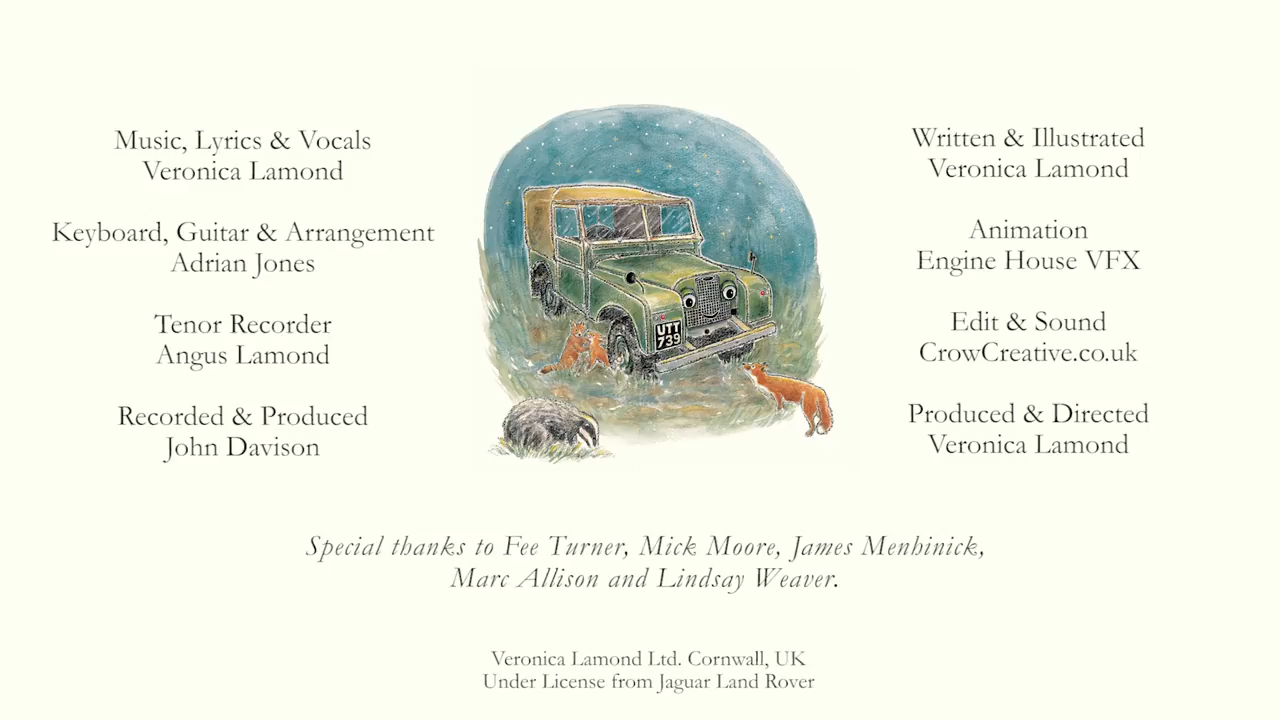 Music, Lyrics & Vocals
Veronica Lamond
Keyboard, Guitar & Arrangement
Adrian Jones
Tenor Recorder
Angus Lamond
Recorded & Produced
John Davison
UTT
739
Written & Illustrated
Veronica Lamond
Animation
Engine House VFX
Edit & Sound
CrowCreative.co.uk
Produced & Directed
Veronica Lamond
Special thanks to Fee Turner, Mick Moore, James Menhinick,
Marc Allison and Lindsay Weaver.
Veronica Lamond Ltd. Cornwall, UK
Under License from Jaguar Land Rover